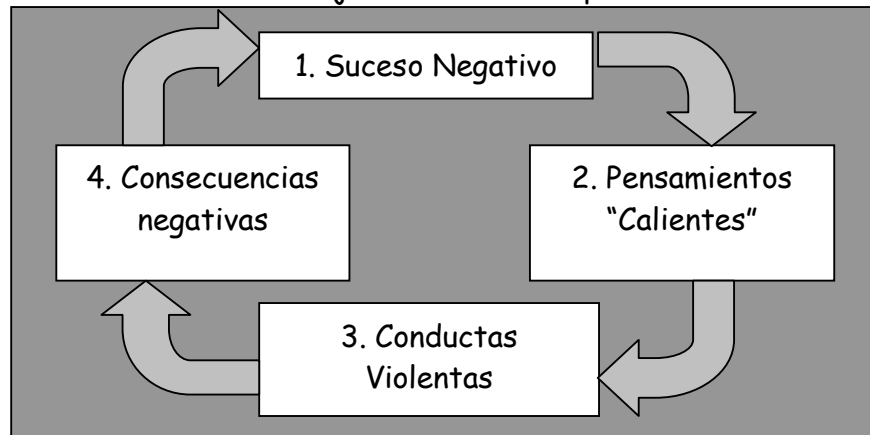 1. Suceso Negativo
2. Pensamientos
“Calientes”
3. Conductas
Violentas
4. Consecuencias
negativas